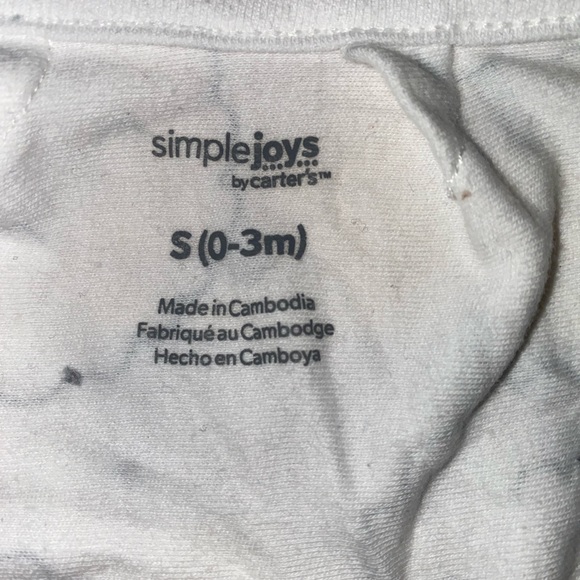 simplejoys
by carter's™
S (0-3m)
Made in Cambodia
Fabriqué au Cambodge
Hecho en Camboya